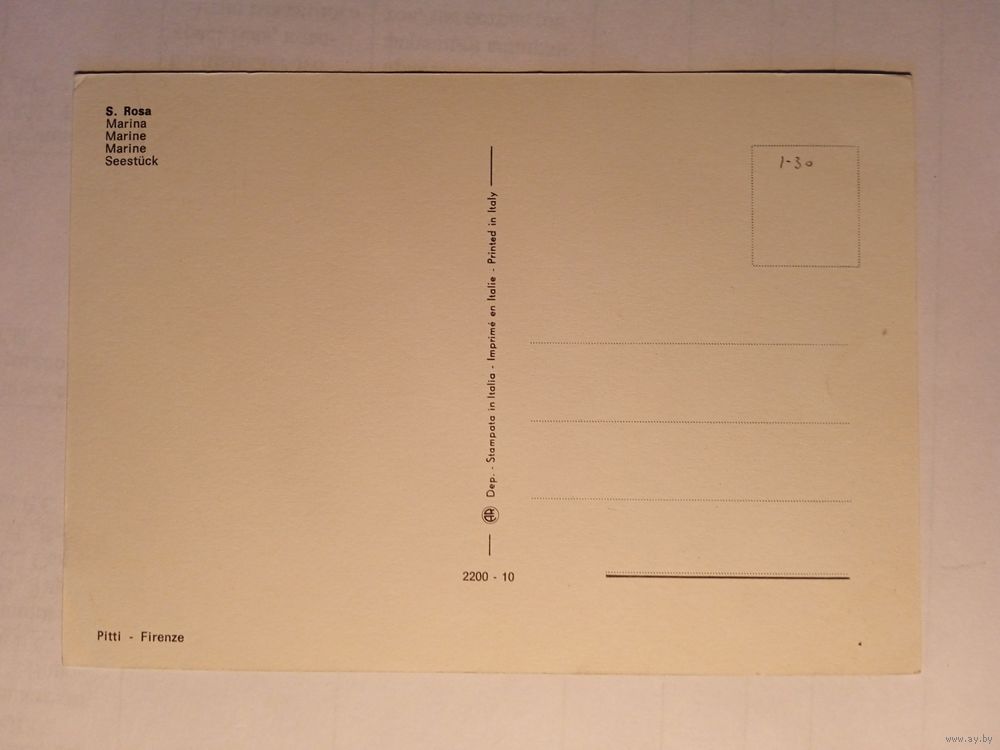 S. Rosa
Marina
Marine
Marine
Seestück
1-30
Dep. - Stampata in Italia - Imprimé en Italie - Printed in Italy
2200 - 10
Pitti - Firenze
www.ay.by